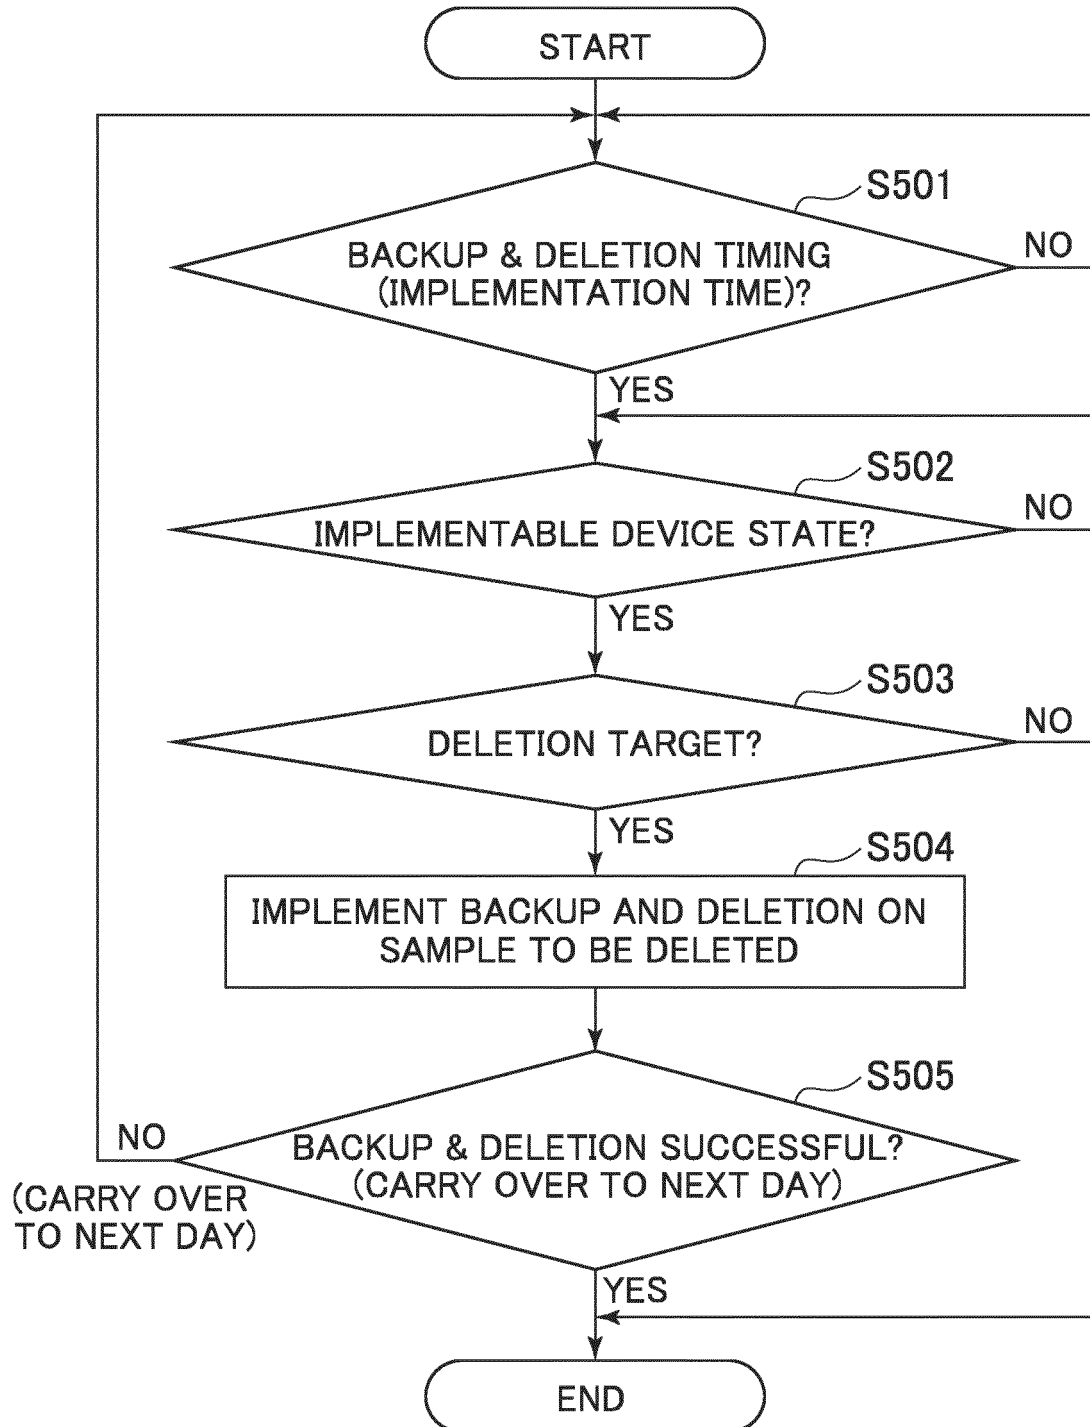 START
S501
BACKUP & DELETION TIMING
(IMPLEMENTATION TIME)?
NO
YES
S502
IMPLEMENTABLE DEVICE STATE?
NO
YES
S503
DELETION TARGET?
NO
YES
S504
IMPLEMENT BACKUP AND DELETION ON
SAMPLE TO BE DELETED
S505
BACKUP & DELETION SUCCESSFUL?
(CARRY OVER TO NEXT DAY)
NO
(CARRY OVER
TO NEXT DAY)
YES
END